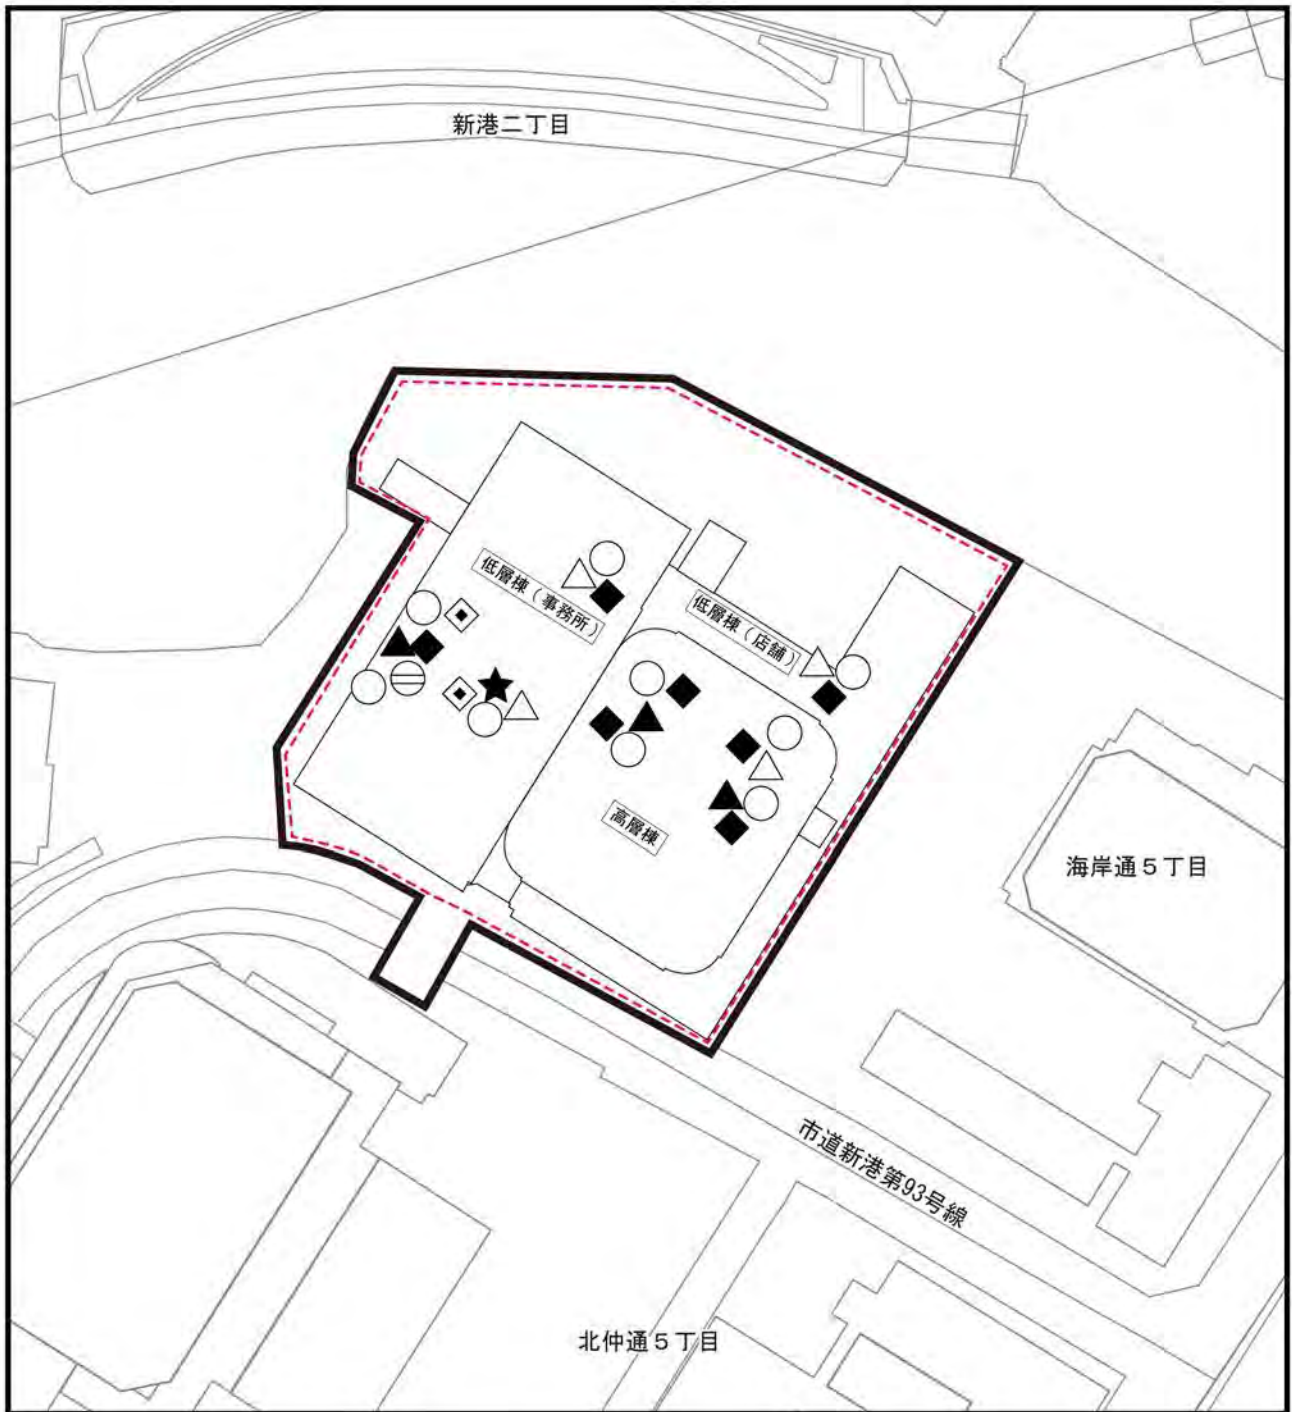 新港二丁目
低層棟（事務所）
低層棟（店舗）
高層棟
海岸通５丁目
市道新港第93号線
北仲通５丁目